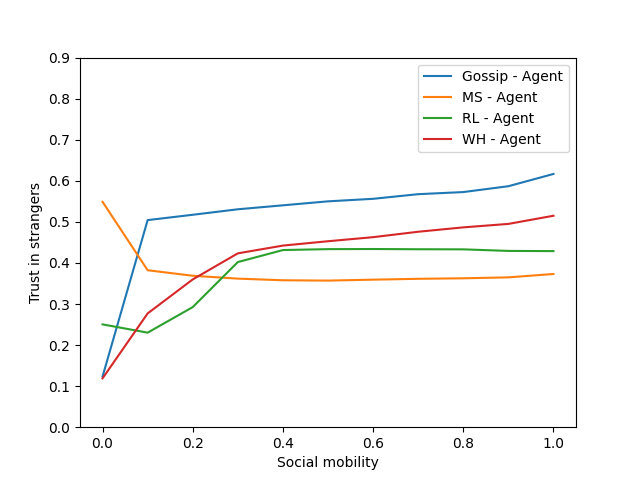 0.9
0.8
0.7
0.6
0.5
0.4
0.3
0.2
0.1
0.0
Trust in strangers
Gossip - Agent
MS - Agent
RL - Agent
WH - Agent
0.0 0.2 0.4 0.6 0.8 1.0
Social mobility